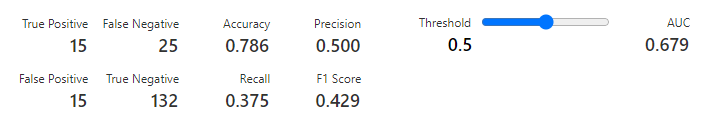 True Positive False Negative Accuracy Precision Threshold AUC
15 25 0.786 0.500 0.5 0.679
False Positive True Negative Recall F1 Score
15 132 0.375 0.429